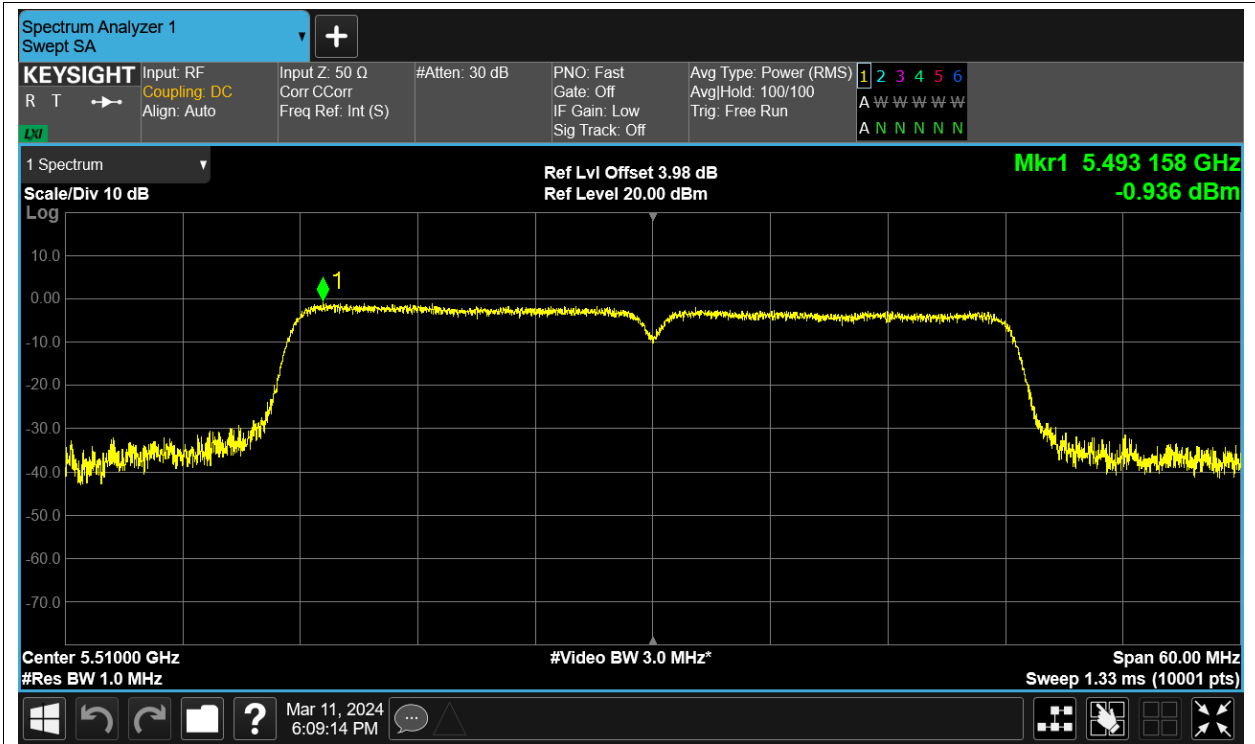 Spectrum Analyzer 1
Swept SA
KEYSIGHT
R T
LXI
Input: RF
Coupling: DC
Align: Auto
Input Z: 50 Ω
Corr CCorr
Freq Ref: Int (S)
#Atten: 30 dB
PNO: Fast
Gate: Off
IF Gain: Low
Sig Track: Off
Avg Type: Power (RMS)
Avg|Hold: 100/100
Trig: Free Run
1 2 3 4 5 6
A W W W W W
A N N N N N
1 Spectrum
Scale/Div 10 dB
Log
Ref Lvl Offset 3.98 dB
Ref Level 20.00 dBm
Mkr1 5.493 158 GHz
-0.936 dBm
1
10.0
0.00
-10.0
-20.0
-30.0
-40.0
-50.0
-60.0
-70.0
Center 5.51000 GHz
#Res BW 1.0 MHz
#Video BW 3.0 MHz*
Span 60.00 MHz
Sweep 1.33 ms (10001 pts)
?
Mar 11, 2024
6:09:14 PM